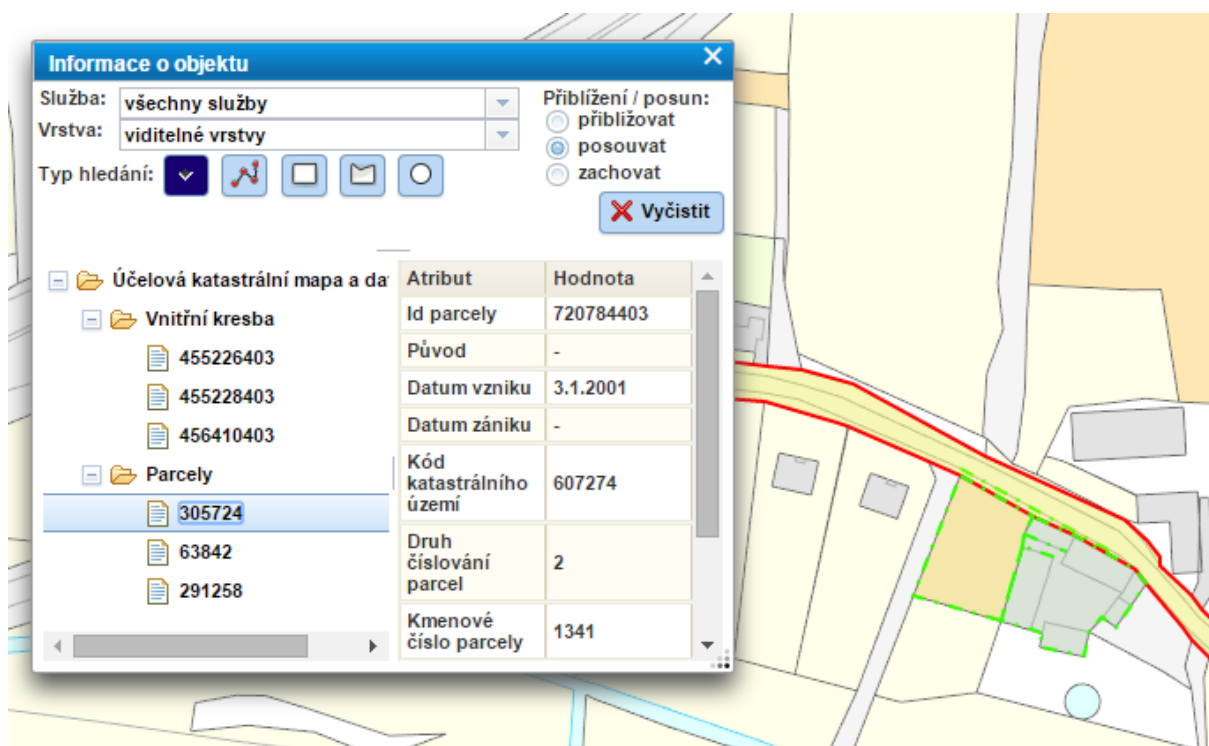 Informace o objektu
Služba: všechny služby
Přiblížení / posun:
Vrstva: viditelné vrstvy
přibližovat
posouvat
zachovat
Typ hledání:
Vyčistit
Účelová katastrální mapa a da
Vnitřní kresba
455226403
455228403
456410403
Parcely
305724
63842
291258
Atribut Hodnota
Id parcely 720784403
Původ -
Datum vzniku 3.1.2001
Datum zániku -
Kód
katastrálního 607274
území
Druh
číslování 2
parcel
Kmenové
číslo parcely 1341